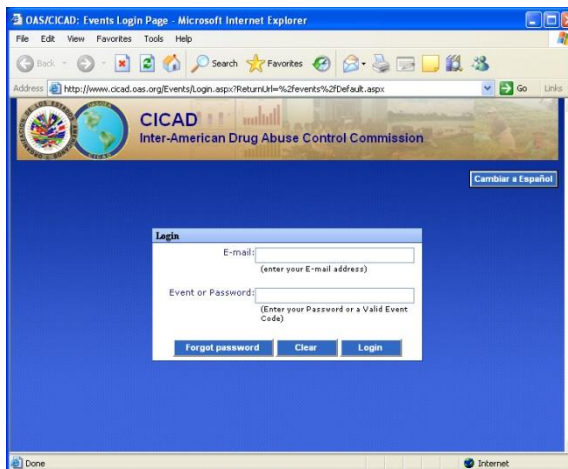 OAS/CICAD: Events Login Page - Microsoft Internet Explorer
File Edit View Favorites Tools Help
Back Search Favorites
Address http://www.cicad.oas.org/Events/Login.aspx?ReturnUrl=%2fevents%2fDefault.aspx Go Links
CICAD
Inter-American Drug Abuse Control Commission
Cambiar a Español
Login
E-mail:
(enter your E-mail address)
Event or Password:
(Enter your Password or a Valid Event
Code)
Forgot password Clear Login
Done Internet